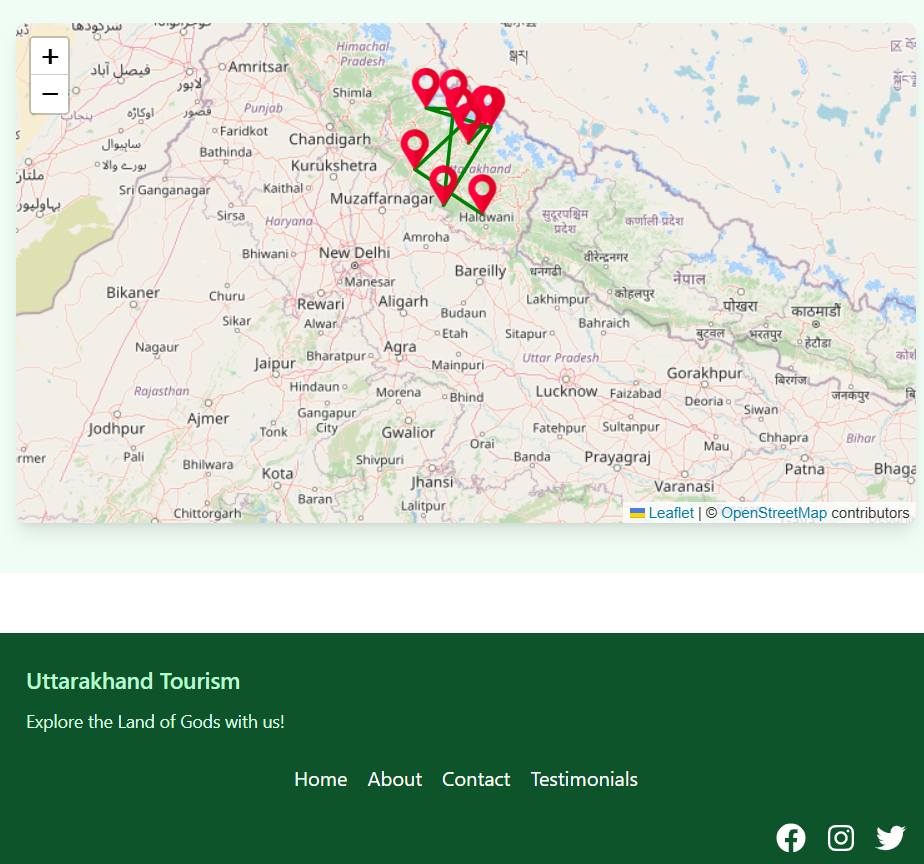 +
−
Himachal
Pradesh
فیصل آباد
لاہور
Amritsar
Shimla
اوکاڑہ
قصور
Punjab
Faridkot
Chandigarh
ساہیوال
Bathinda
بورے والا
Kurukshetra
ملتان
Sri Ganganagar
Kaithal
Muzaffarnagar
بہاولپور
Sirsa
Haryana
Haldwani
सुदूरपश्चिम
प्रदेश
कर्णाली प्रदेश
Amroha
Bhiwani
New Delhi
वीरेन्द्रनगर
Bareilly
धनगढी
नेपाल
Manesar
Bikaner
Churu
Rewari
Aligarh
Lakhimpur
कोहलपुर
पोखरा
काठमाडौं
Budaun
Sikar
Alwar
Etah
Sitapur
Bahraich
बुटवल
भरतपुर
हेटौडा
Nagaur
Jaipur
Bharatpur
Agra
Mainpuri
Uttar Pradesh
Gorakhpur
बिरगंज
Rajasthan
Hindaun
Morena
Bhind
Lucknow
Faizabad
Deoria
Siwan
जनकपुर
Jodhpur
Ajmer
Gangapur
City
Tonk
Gwalior
Orai
Fatehpur
Sultanpur
Chhapra
Bihar
Mau
Pali
Bhilwara
Shivpuri
Banda
Prayagraj
Patna
Kota
Jhansi
Varanasi
Baran
Lalitpur
Chittorgarh
Leaflet | © OpenStreetMap contributors
Uttarakhand Tourism
Explore the Land of Gods with us!
Home About Contact Testimonials